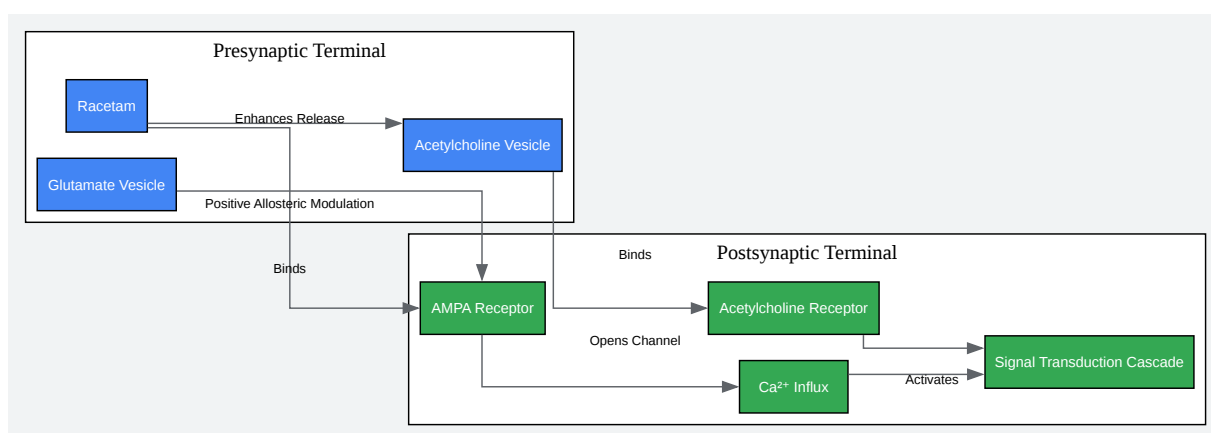 Presynaptic Terminal
Racetam
Enhances Release
Acetylcholine Vesicle
Glutamate Vesicle
Positive Allosteric Modulation
Binds
Binds
Postsynaptic Terminal
AMPA Receptor
Acetylcholine Receptor
Opens Channel
Signal Transduction Cascade
Ca²⁺ Influx
Activates